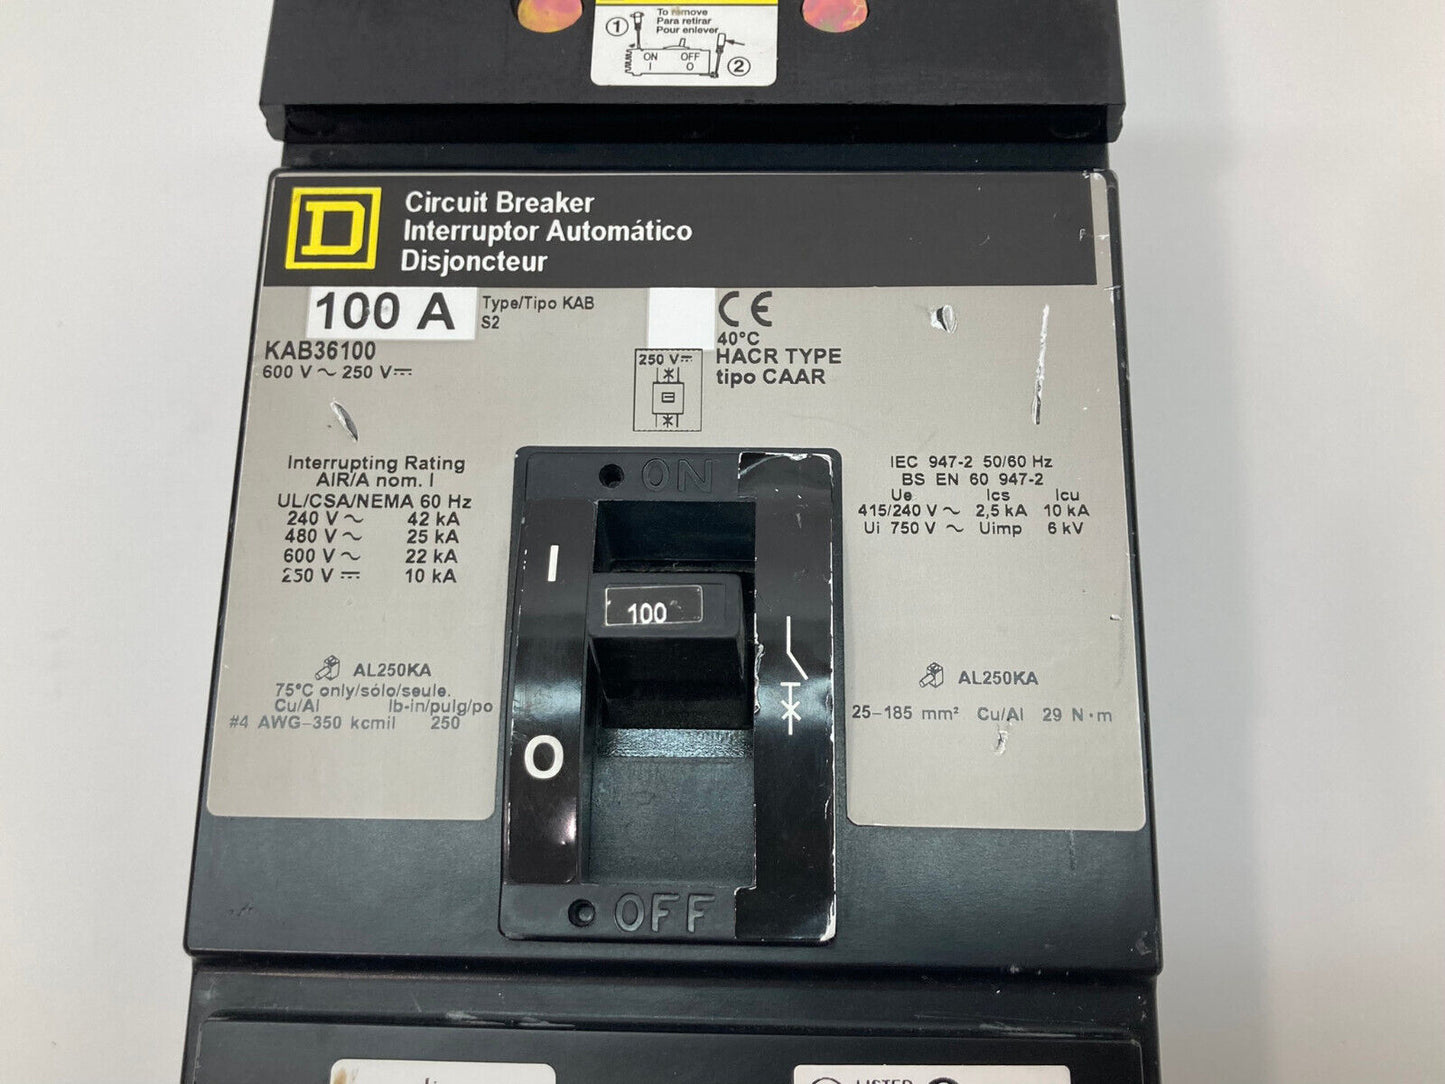 To remove
Para retirar
Pour enlever
1
ON OFF
I O
2
D
Circuit Breaker
Interruptor Automático
Disjoncteur
100 A
Type/Tipo KAB
S2
KAB36100
600 V ~ 250 V⎓
CE
40°C
HACR TYPE
tipo CAAR
250 V⎓
Interrupting Rating
AIR/A nom. I
UL/CSA/NEMA 60 Hz
240 V ~ 42 kA
480 V ~ 25 kA
600 V ~ 22 kA
250 V ⎓ 10 kA
AL250KA
75°C only/sólo/seule.
Cu/Al lb-in/pulg/po
#4 AWG–350 kcmil 250
ON
I
100
O
OFF
IEC 947-2 50/60 Hz
BS EN 60 947-2
Ue Ics Icu
415/240 V ~ 2,5 kA 10 kA
Ui 750 V ~ Uimp 6 kV
AL250KA
25–185 mm² Cu/Al 29 N·m
LISTED